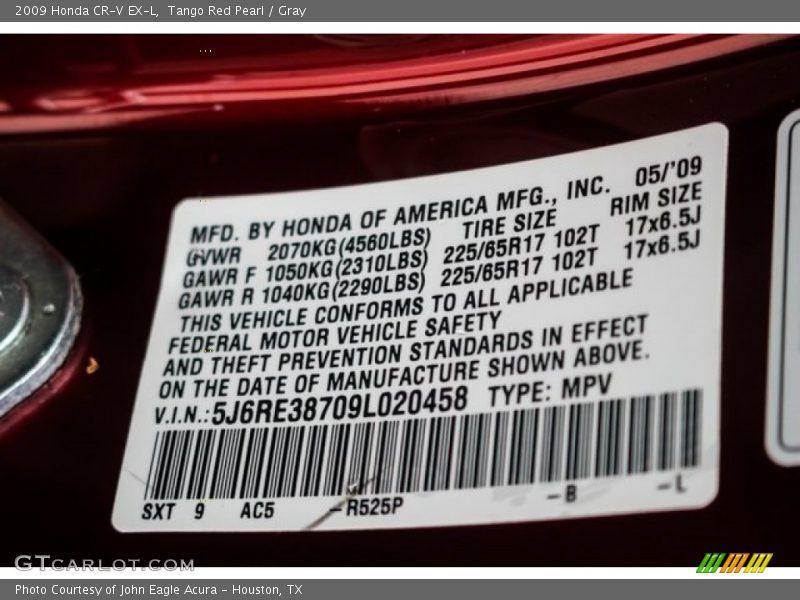 2009 Honda CR-V EX-L,  Tango Red Pearl / Gray
MFD. BY HONDA OF AMERICA MFG., INC. 05/'09
GVWR 2070KG(4560LBS) TIRE SIZE RIM SIZE
GAWR F 1050KG(2310LBS) 225/65R17 102T 17x6.5J
GAWR R 1040KG(2290LBS) 225/65R17 102T 17x6.5J
THIS VEHICLE CONFORMS TO ALL APPLICABLE
FEDERAL MOTOR VEHICLE SAFETY
AND THEFT PREVENTION STANDARDS IN EFFECT
ON THE DATE OF MANUFACTURE SHOWN ABOVE.
V.I.N.:5J6RE38709L020458 TYPE: MPV
SXT 9 AC5 -R525P -B -L
GTCARLOT.COM
Photo Courtesy of John Eagle Acura - Houston, TX